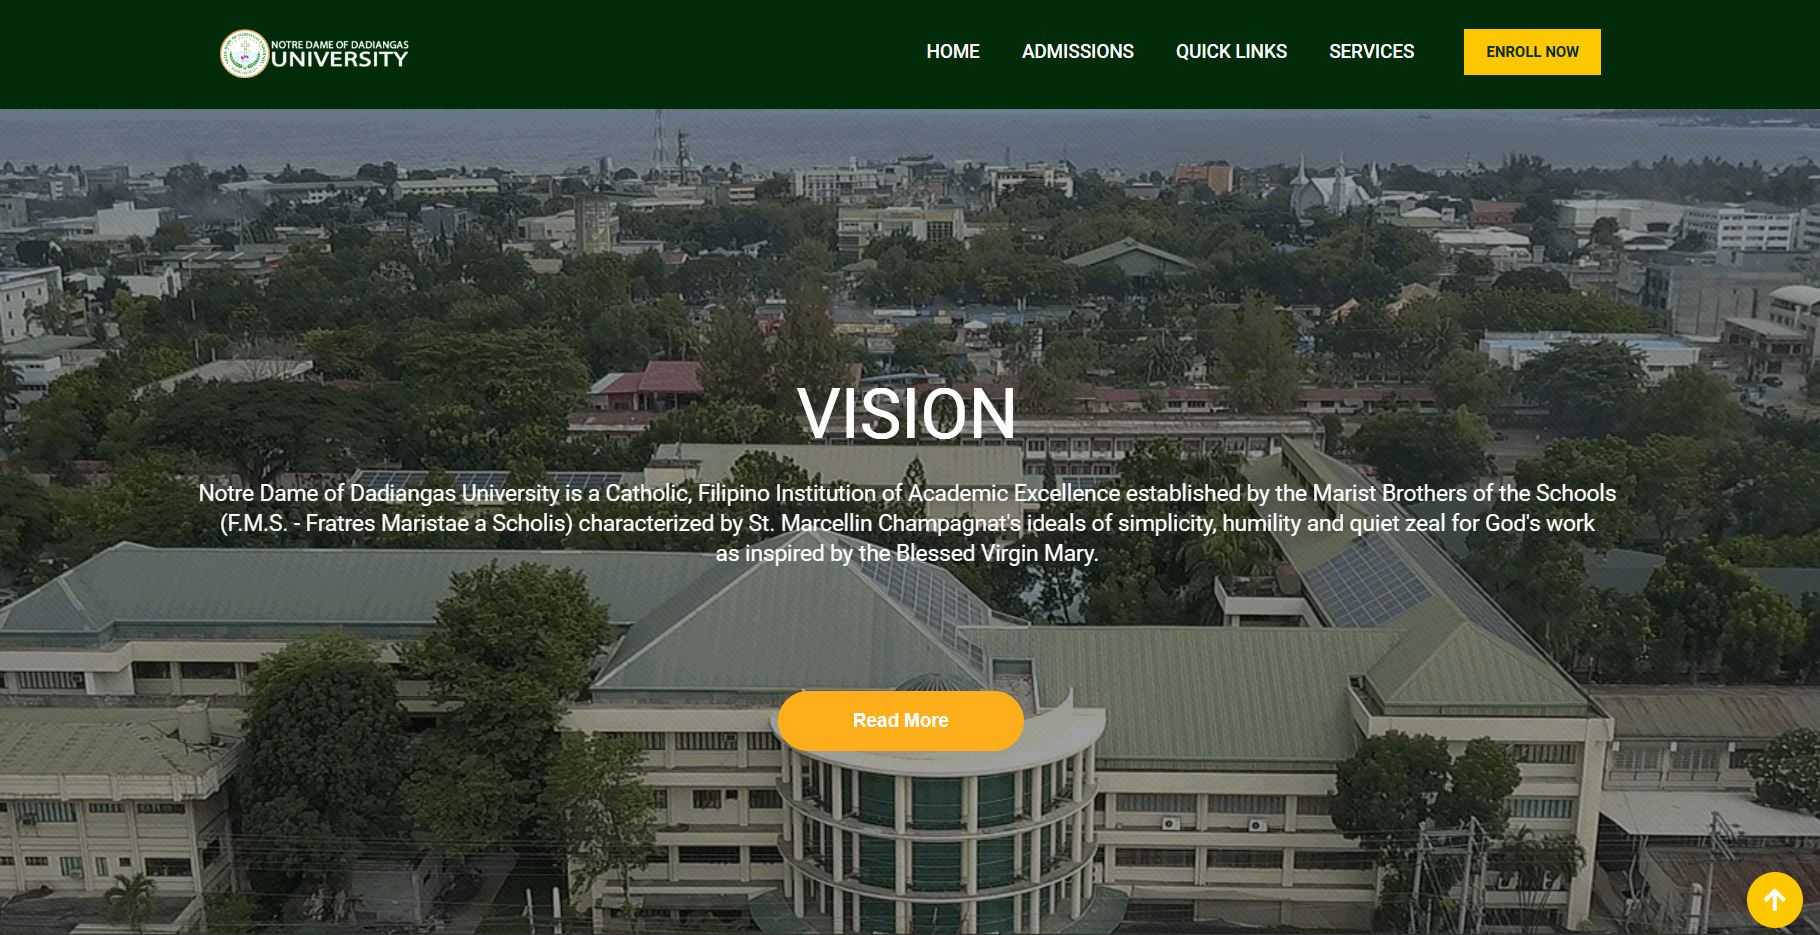 NOTRE DAME OF DADIANGAS
UNIVERSITY
HOME
ADMISSIONS
QUICK LINKS
SERVICES
ENROLL NOW
VISION
Notre Dame of Dadiangas University is a Catholic, Filipino Institution of Academic Excellence established by the Marist Brothers of the Schools
(F.M.S. - Fratres Maristae a Scholis) characterized by St. Marcellin Champagnat's ideals of simplicity, humility and quiet zeal for God's work
as inspired by the Blessed Virgin Mary.
Read More